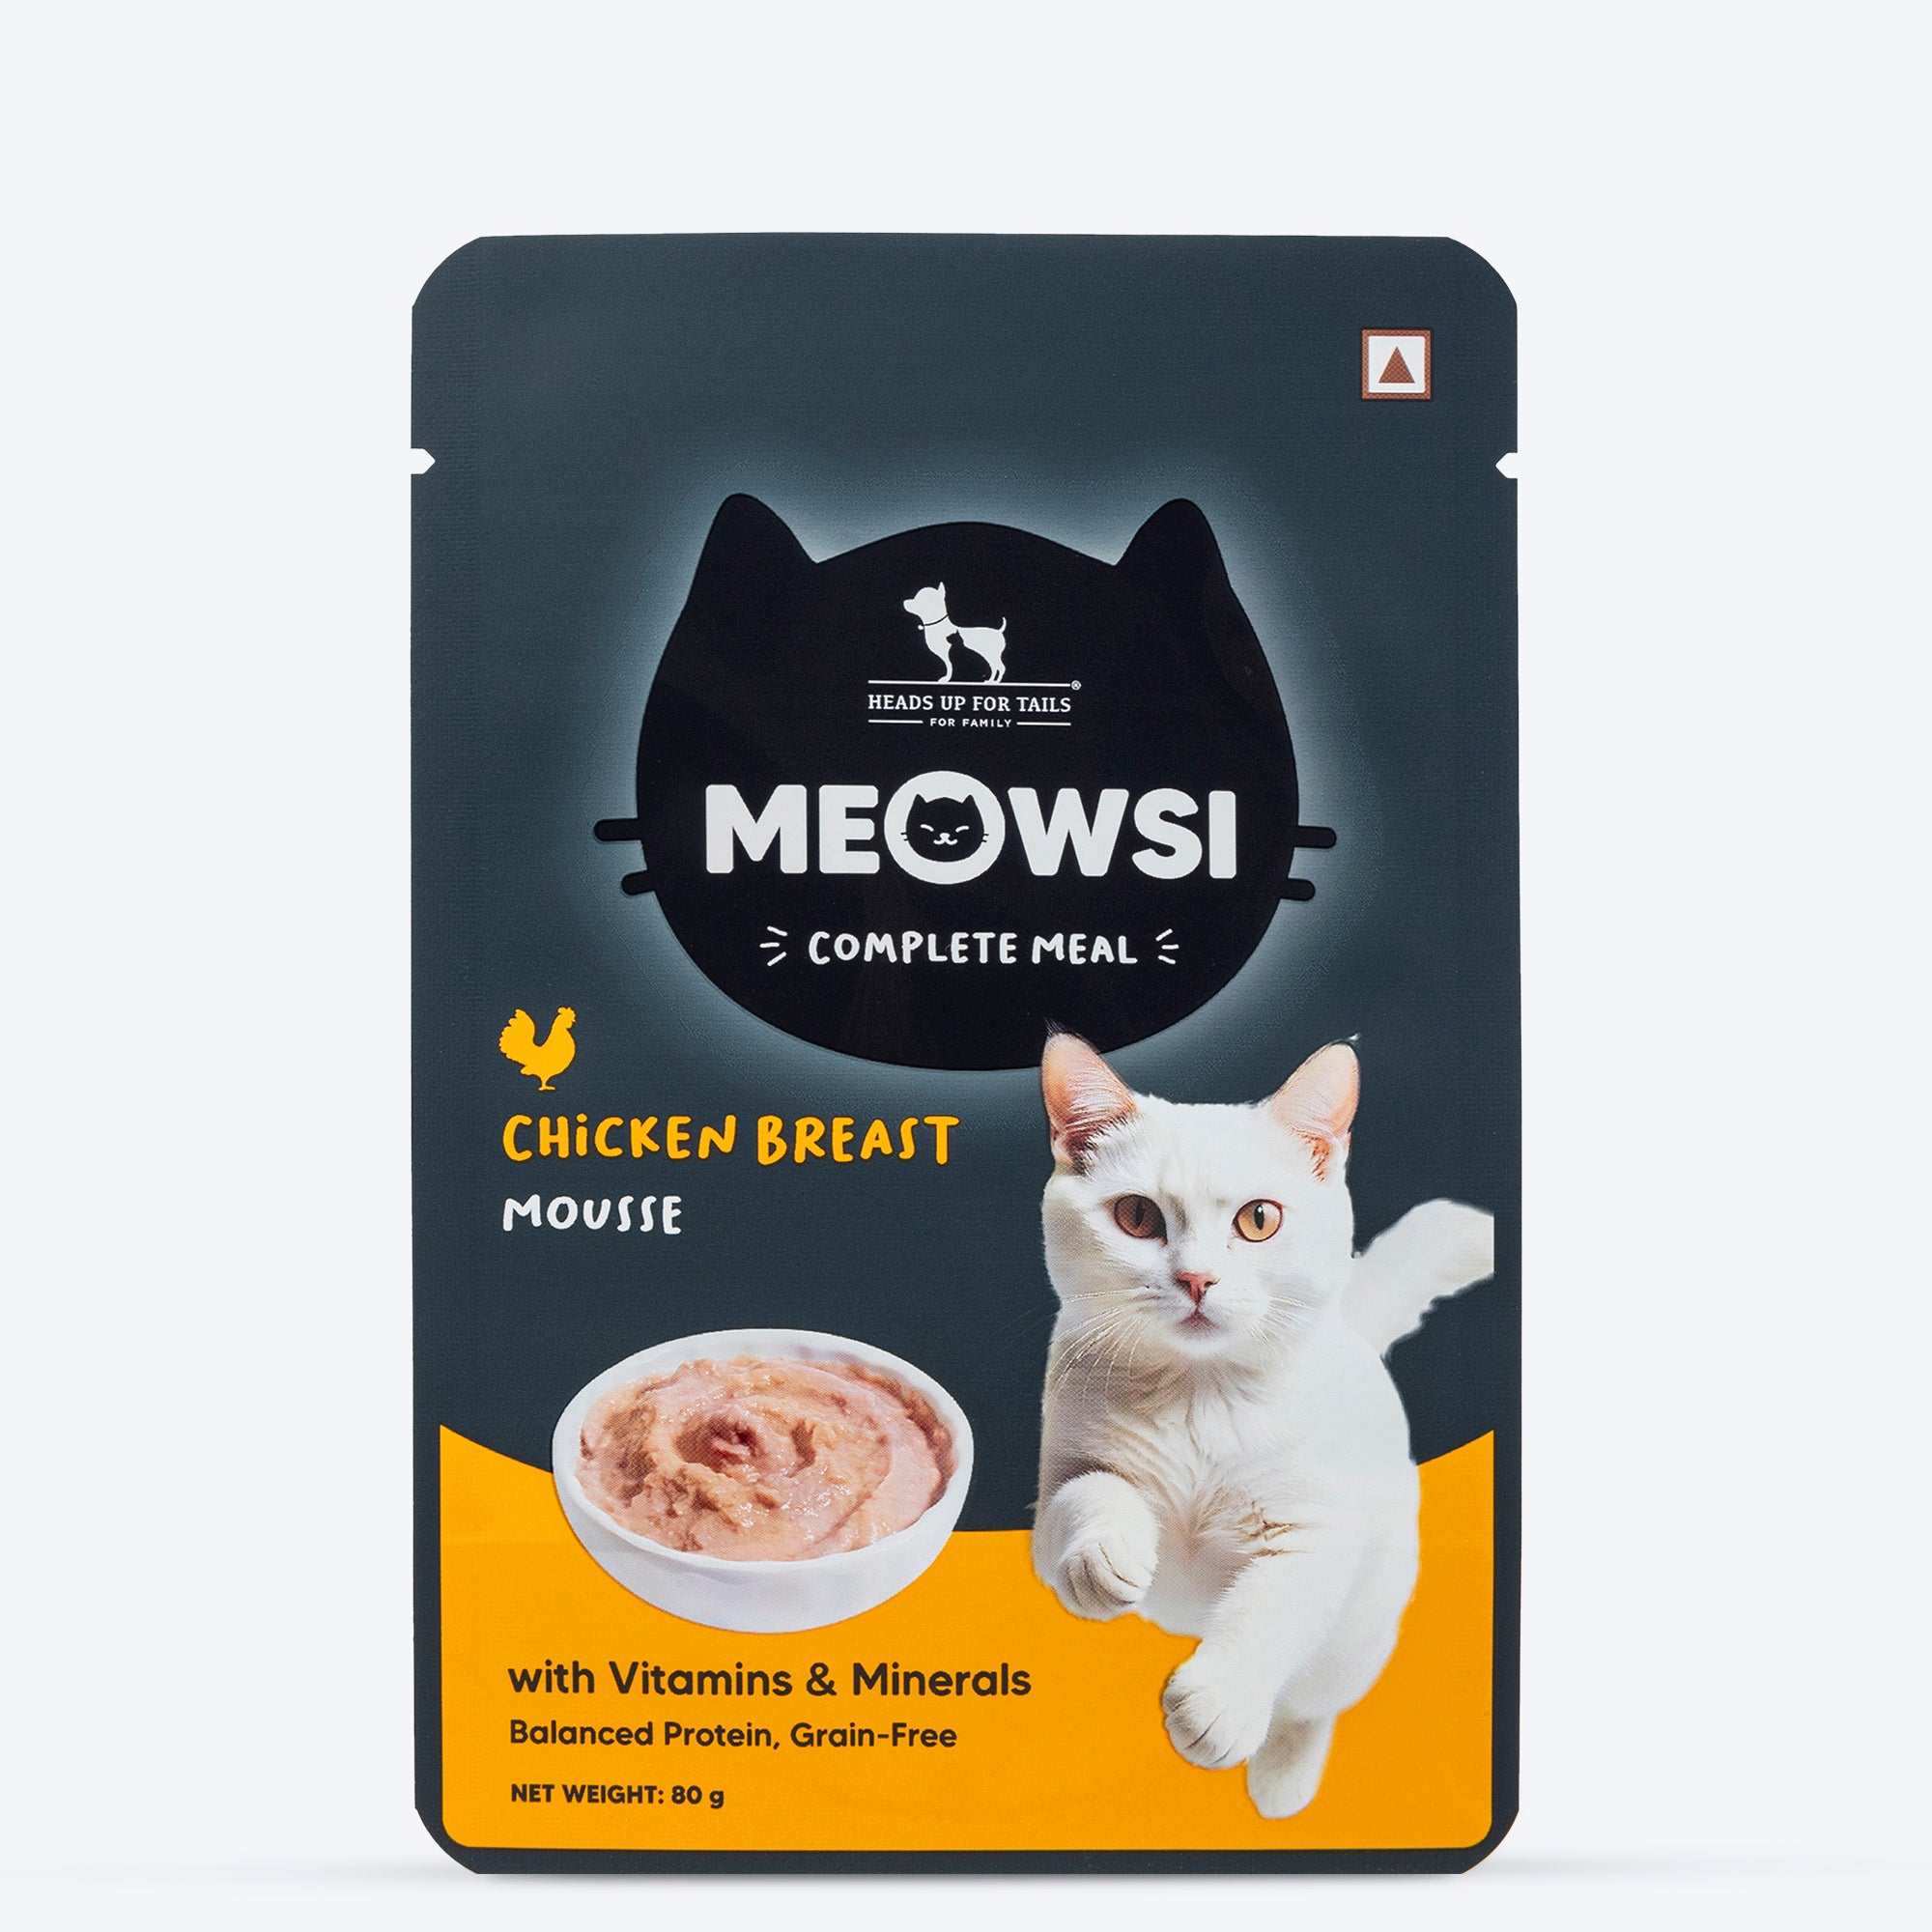 HEADS UP FOR TAILS®
FOR FAMILY
MEOWSI
COMPLETE MEAL
CHiCKEN BREAST
MOUSSE
with Vitamins & Minerals
Balanced Protein, Grain-Free
NET WEIGHT: 80 g